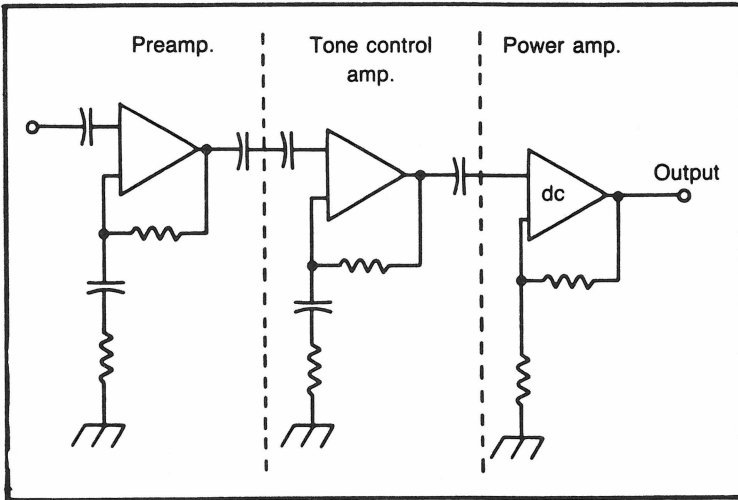 Preamp.
Tone control
amp.
Power amp.
dc
Output